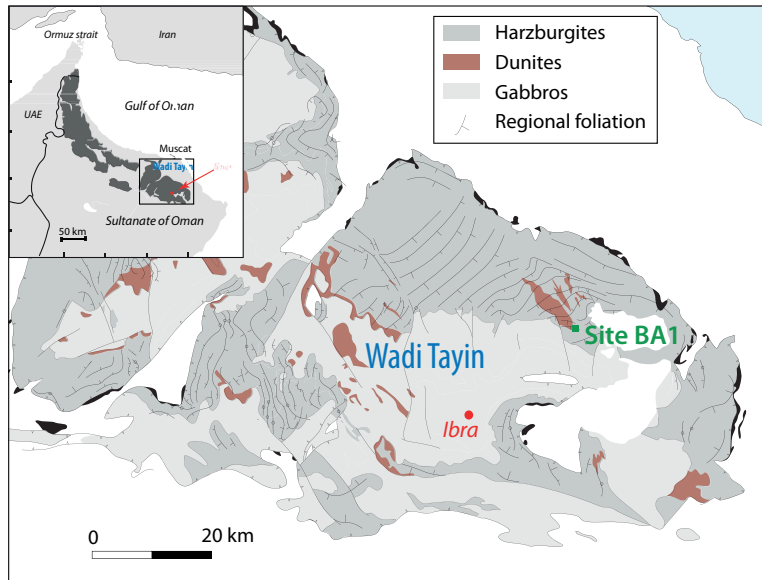 Ormuz strait
Iran
UAE
Gulf of Oman
Muscat
Wadi Tayin
Sultanate of Oman
50 km
Harzburgites
Dunites
Gabbros
Regional foliation
Site BA1
Wadi Tayin
Ibra
0
20 km